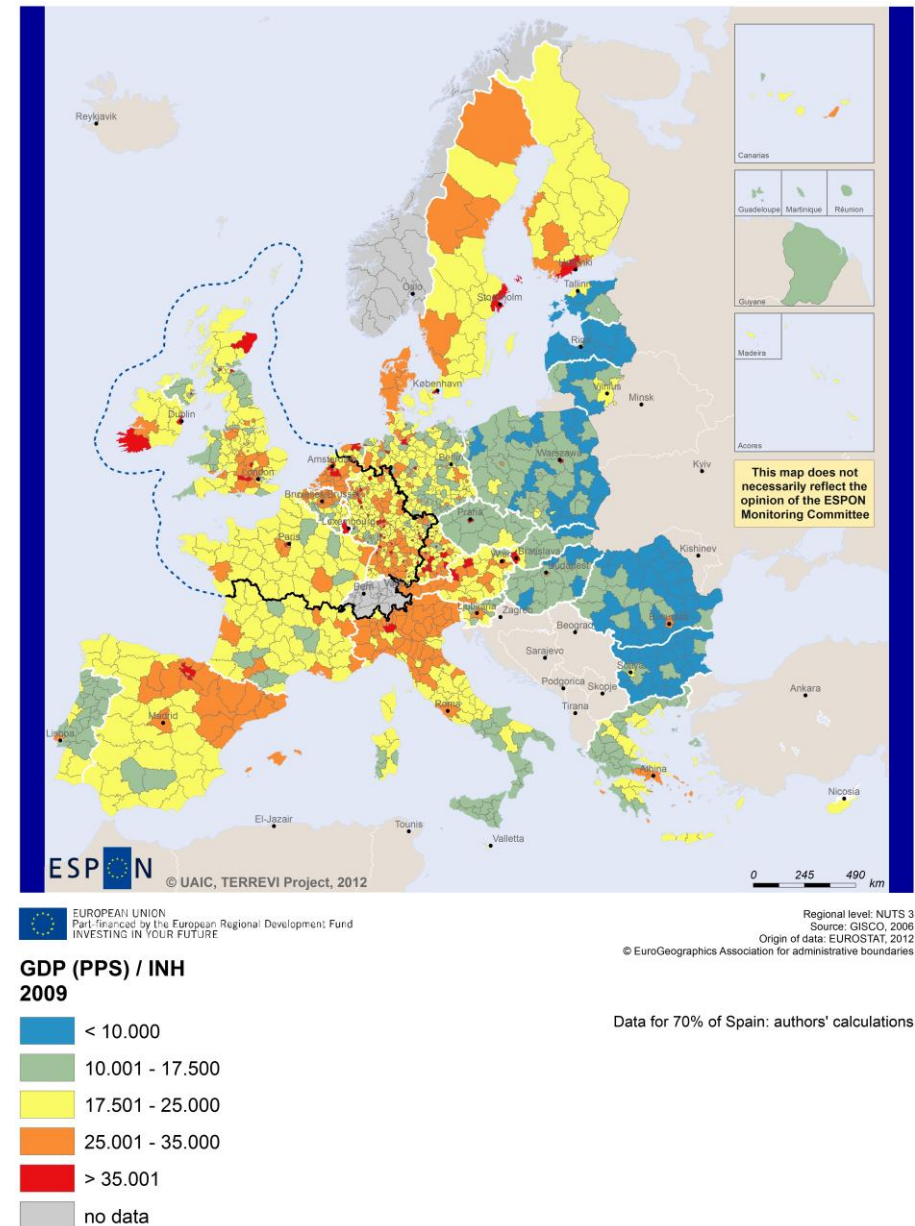 Reykjavik
Canarias
Guadeloupe
Martinique
Réunion
Guyane
Madeira
Acores
This map does not
necessarily reflect the
opinion of the ESPON
Monitoring Committee
Oslo
Helsinki
Tallinn
Stockholm
Riga
København
Vilnius
Minsk
Dublin
Amsterdam
London
Berlin
Warszawa
Kyiv
Luxembourg
Praha
Paris
Kishinev
Bratislava
Budapest
Bern
Ljubljana
Zagreb
Beograd
Sarajevo
Sofiya
Podgorica
Skopje
Tirana
Ankara
Roma
Madrid
Lisboa
Athina
Nicosia
El-Jazair
Tounis
Valletta
ESPON
© UAIC, TERREVI Project, 2012
0 245 490
km
EUROPEAN UNION
Part-financed by the European Regional Development Fund
INVESTING IN YOUR FUTURE
Regional level: NUTS 3
Source: GISCO, 2006
Origin of data: EUROSTAT, 2012
© EuroGeographics Association for administrative boundaries
GDP (PPS) / INH
2009
Data for 70% of Spain: authors' calculations
< 10.000
10.001 - 17.500
17.501 - 25.000
25.001 - 35.000
> 35.001
no data